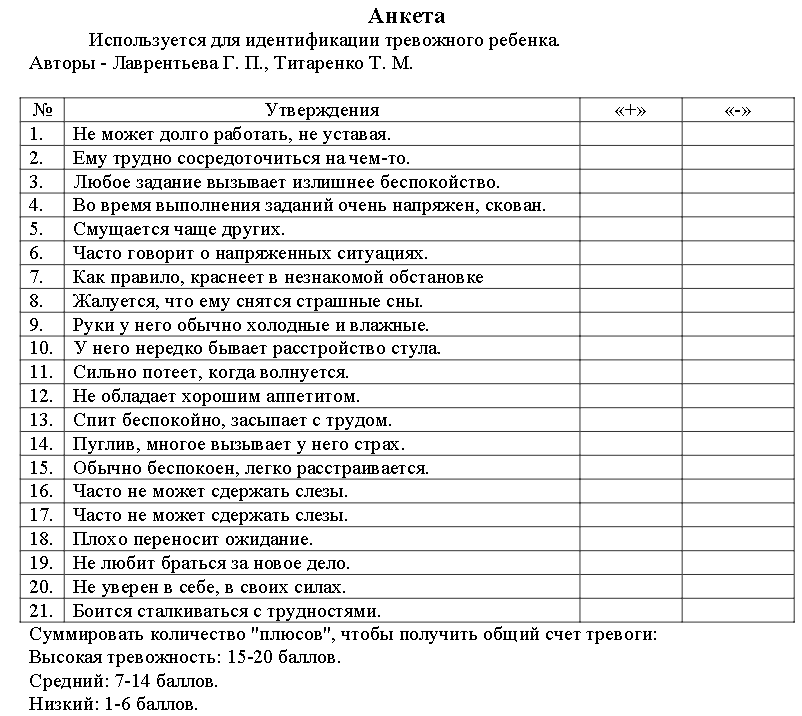 Анкета
Используется для идентификации тревожного ребенка.
Авторы - Лаврентьева Г. П., Титаренко Т. М.
№ Утверждения «+» «-»
1. Не может долго работать, не уставая.
2. Ему трудно сосредоточиться на чем-то.
3. Любое задание вызывает излишнее беспокойство.
4. Во время выполнения заданий очень напряжен, скован.
5. Смущается чаще других.
6. Часто говорит о напряженных ситуациях.
7. Как правило, краснеет в незнакомой обстановке
8. Жалуется, что ему снятся страшные сны.
9. Руки у него обычно холодные и влажные.
10. У него нередко бывает расстройство стула.
11. Сильно потеет, когда волнуется.
12. Не обладает хорошим аппетитом.
13. Спит беспокойно, засыпает с трудом.
14. Пуглив, многое вызывает у него страх.
15. Обычно беспокоен, легко расстраивается.
16. Часто не может сдержать слезы.
17. Часто не может сдержать слезы.
18. Плохо переносит ожидание.
19. Не любит браться за новое дело.
20. Не уверен в себе, в своих силах.
21. Боится сталкиваться с трудностями.
Суммировать количество "плюсов", чтобы получить общий счет тревоги:
Высокая тревожность: 15-20 баллов.
Средний: 7-14 баллов.
Низкий: 1-6 баллов.